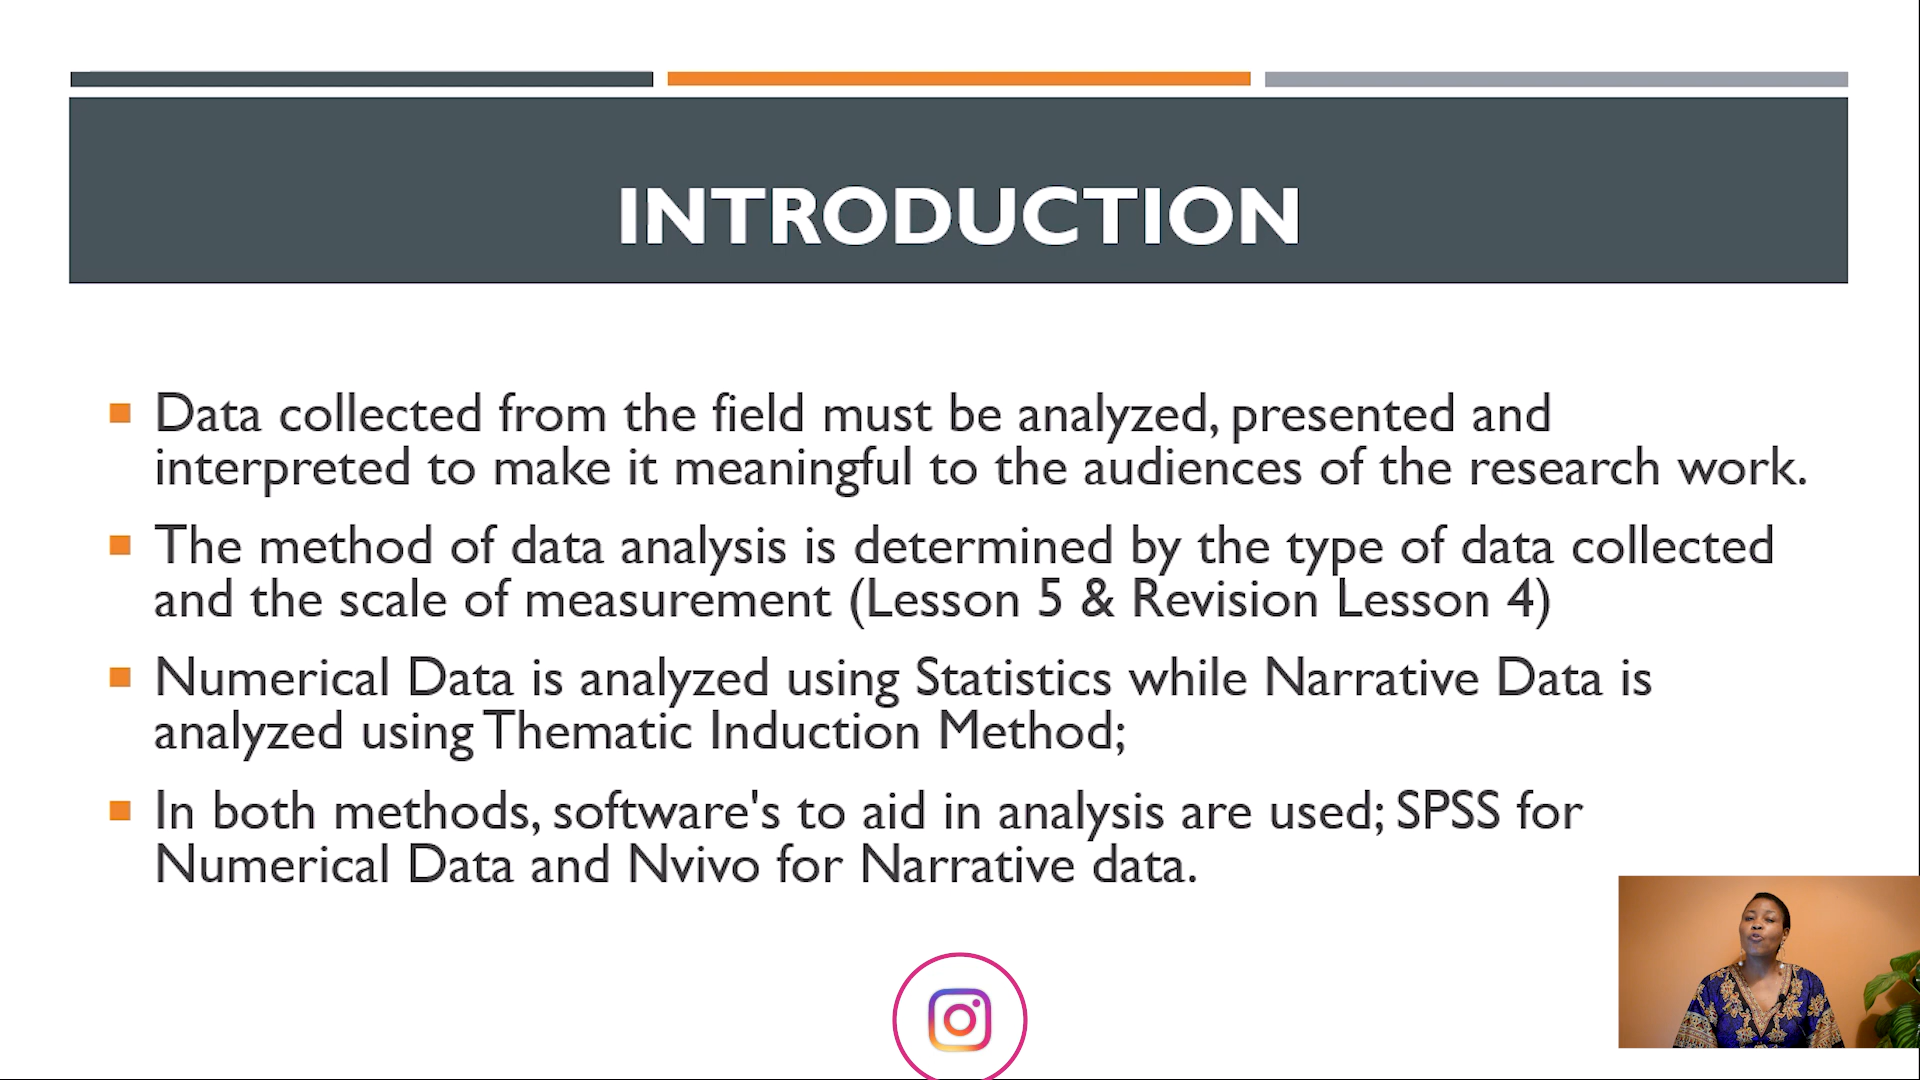 INTRODUCTION
Data collected from the field must be analyzed, presented and
interpreted to make it meaningful to the audiences of the research work.
The method of data analysis is determined by the type of data collected
and the scale of measurement (Lesson 5 & Revision Lesson 4)
Numerical Data is analyzed using Statistics while Narrative Data is
analyzed using Thematic Induction Method;
In both methods, software's to aid in analysis are used; SPSS for
Numerical Data and Nvivo for Narrative data.